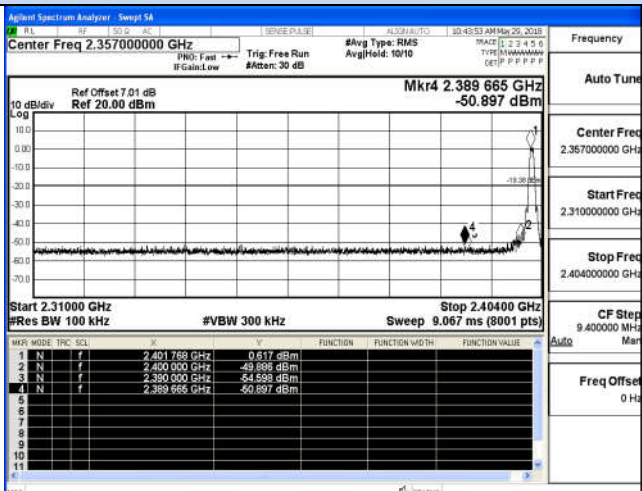 Agilent Spectrum Analyzer - Swept SA
RL RF 50 Ω AC SENSE:PULSE ALIGN AUTO 10:43:53 AM May 29, 2018
Center Freq 2.357000000 GHz
PNO: Fast
IFGain:Low
Trig: Free Run
#Atten: 30 dB
#Avg Type: RMS
Avg|Hold: 10/10
TRACE 1 2 3 4 5 6
TYPE MWWWWW
DET P P P P P P
Ref Offset 7.01 dB
Ref 20.00 dBm
10 dB/div
Log
Mkr4 2.389 665 GHz
-50.897 dBm
10.0
0.00
-10.0
-20.0
-30.0
-40.0
-50.0
-60.0
-70.0
1
-19.38 dBm
4
2
Start 2.31000 GHz
#Res BW 100 kHz
#VBW 300 kHz
Stop 2.40400 GHz
Sweep 9.067 ms (8001 pts)
MKR MODE TRC SCL X Y FUNCTION FUNCTION WIDTH FUNCTION VALUE
1 N f 2.401 768 GHz 0.617 dBm
2 N f 2.400 000 GHz -49.886 dBm
3 N f 2.390 000 GHz -54.598 dBm
4 N f 2.389 665 GHz -50.897 dBm
5
6
7
8
9
10
11
Frequency
Auto Tune
Center Freq
2.357000000 GHz
Start Freq
2.310000000 GHz
Stop Freq
2.404000000 GHz
CF Step
9.400000 MHz
Auto Man
Freq Offset
0 Hz